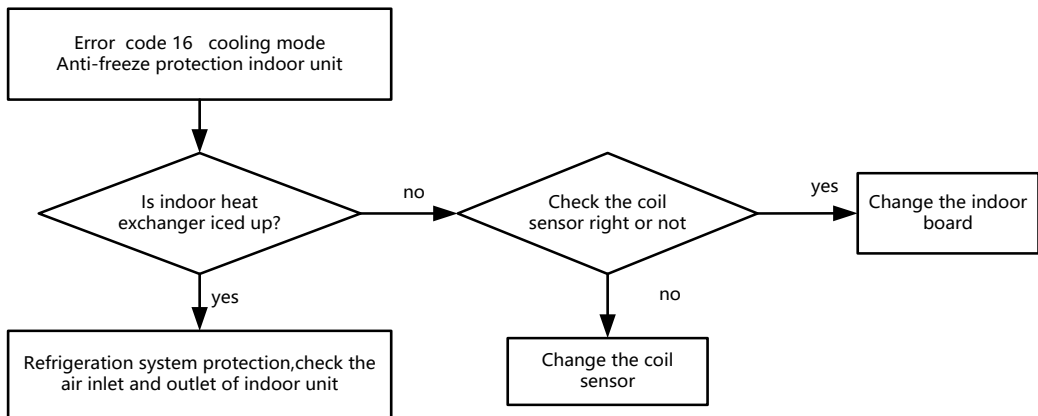 Error code 16 cooling mode
Anti-freeze protection indoor unit
Is indoor heat
exchanger iced up?
no
Check the coil
sensor right or not
yes
Change the indoor
board
yes
no
Refrigeration system protection,check the
air inlet and outlet of indoor unit
Change the coil
sensor